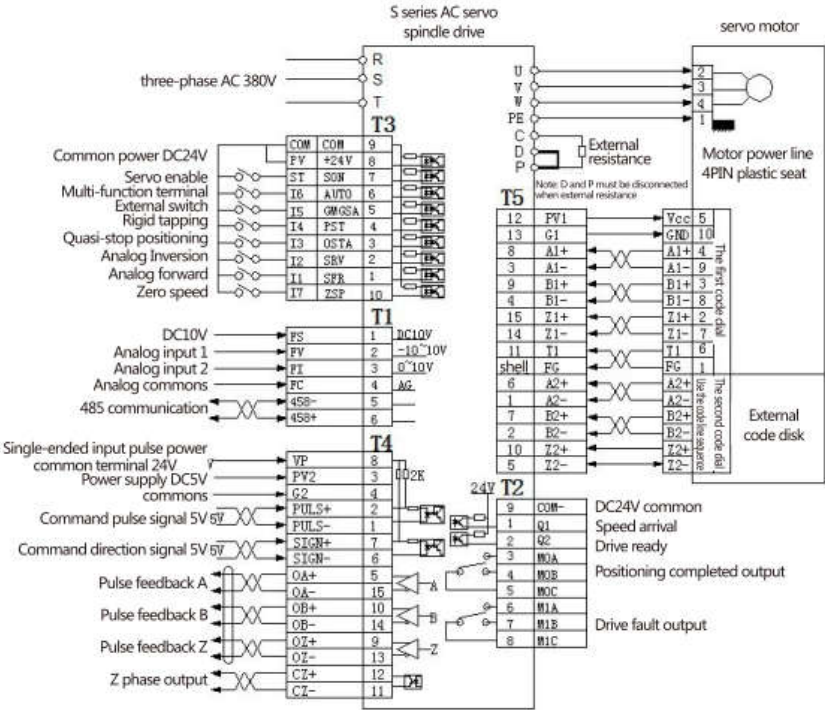 S series AC servo
spindle drive
servo motor
three-phase AC 380V
R
S
T
U
V
W
PE
C
D
P
2
3
4
1
External
resistance
Motor power line
4PIN plastic seat
Note: D and P must be disconnected
when external resistance
T3
COM COM 9
Common power DC24V PV +24V 8
Servo enable ST SON 7
Multi-function terminal I6 AUTO 6
External switch I5 GMGSA 5
Rigid tapping I4 PST 4
Quasi-stop positioning I3 OSTA 3
Analog Inversion I2 SRV 2
Analog forward I1 SFR 1
Zero speed I7 ZSP 10
T1
DC10V FS 1 DC10V
Analog input 1 FV 2 -10~10V
Analog input 2 FI 3 0~10V
Analog commons FC 4 AG
485 communication 458- 5
458+ 6
T4
Single-ended input pulse power
common terminal 24V VP 8
Power supply DC5V PV2 3
commons G2 4
2K
Command pulse signal 5V 5V PULS+ 2
PULS- 1
Command direction signal 5V 5V SIGN+ 7
SIGN- 6
Pulse feedback A OA+ 5 A
OA- 15
Pulse feedback B OB+ 10 B
OB- 14
Pulse feedback Z OZ+ 9 Z
OZ- 13
Z phase output CZ+ 12
CZ- 11
T5
12 PV1 Vcc 5
13 G1 GND 10
8 A1+ A1+ 4
3 A1- A1- 9
9 B1+ B1+ 3
4 B1- B1- 8
15 Z1+ Z1+ 2
14 Z1- Z1- 7
11 T1 T1 6
shell FG FG 1
6 A2+ A2+
1 A2- A2-
7 B2+ B2+
2 B2- B2-
10 Z2+ Z2+
5 Z2- Z2-
The first code dial
The second code dial
Use the code line sequence
External
code disk
24V T2
9 COM- DC24V common
1 Q1 Speed arrival
2 Q2 Drive ready
3 M0A
4 M0B Positioning completed output
5 M0C
6 M1A
7 M1B Drive fault output
8 M1C